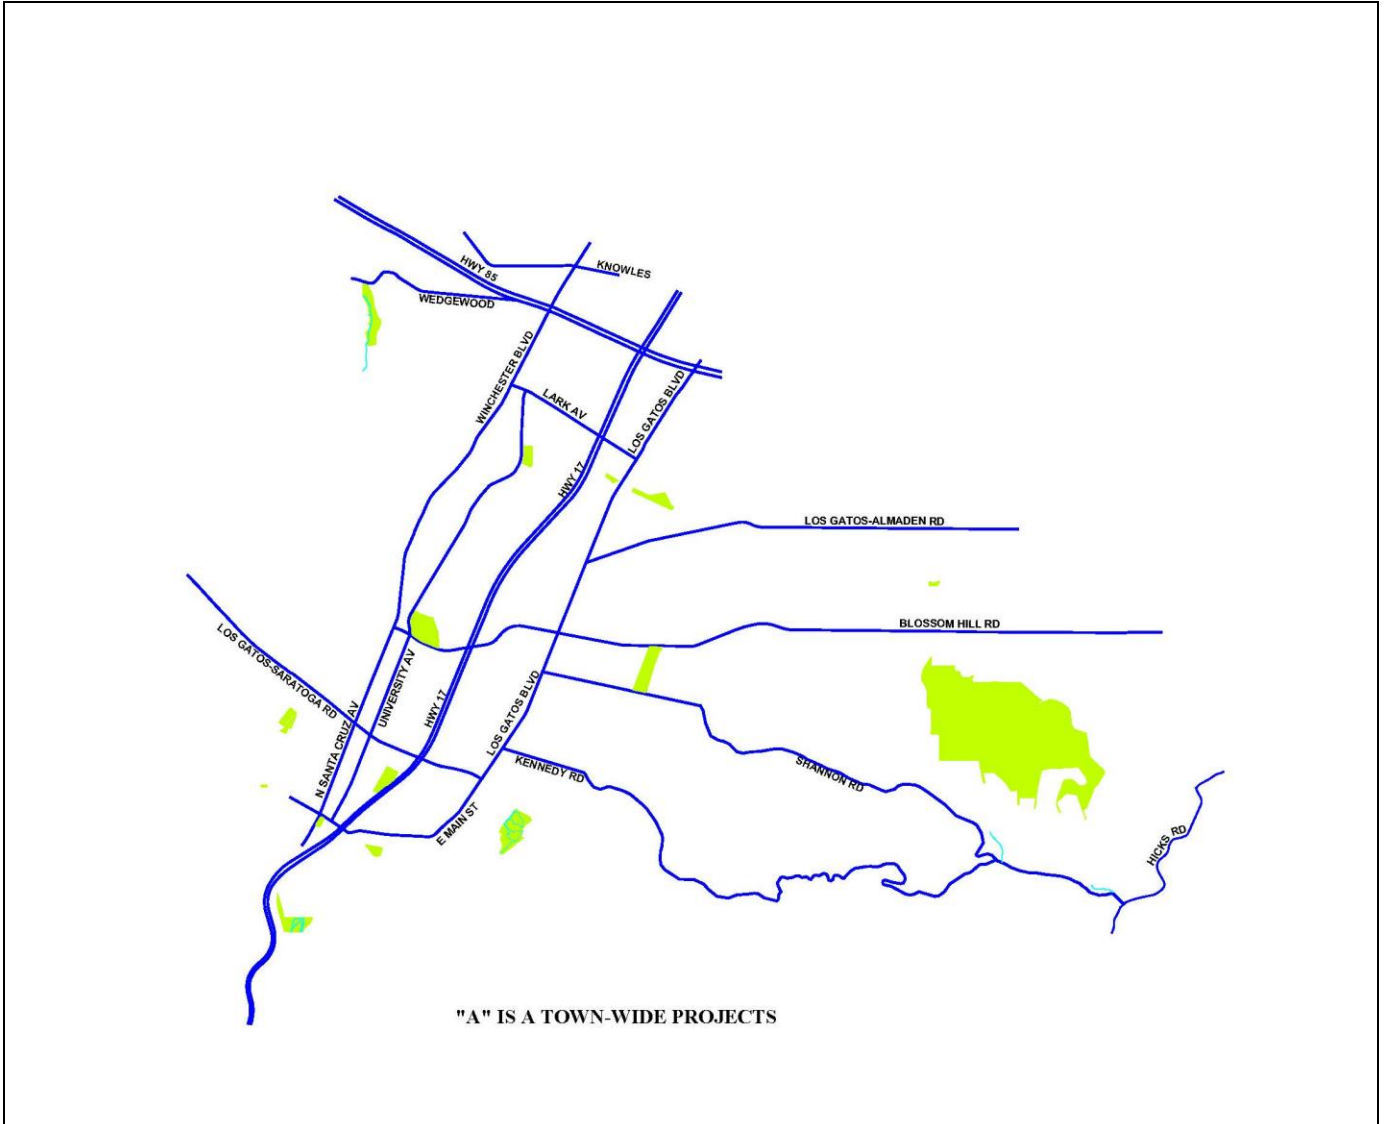 KNOWLES
HWY 85
WEDGEWOOD
WINCHESTER BLVD
LARK AV
LOS GATOS BLVD
HWY 17
LOS GATOS-ALMADEN RD
BLOSSOM HILL RD
LOS GATOS-SARATOGA RD
UNIVERSITY AV
HWY 17
LOS GATOS BLVD
N SANTA CRUZ AV
KENNEDY RD
SHANNON RD
E MAIN ST
HICKS RD
"A" IS A TOWN-WIDE PROJECTS